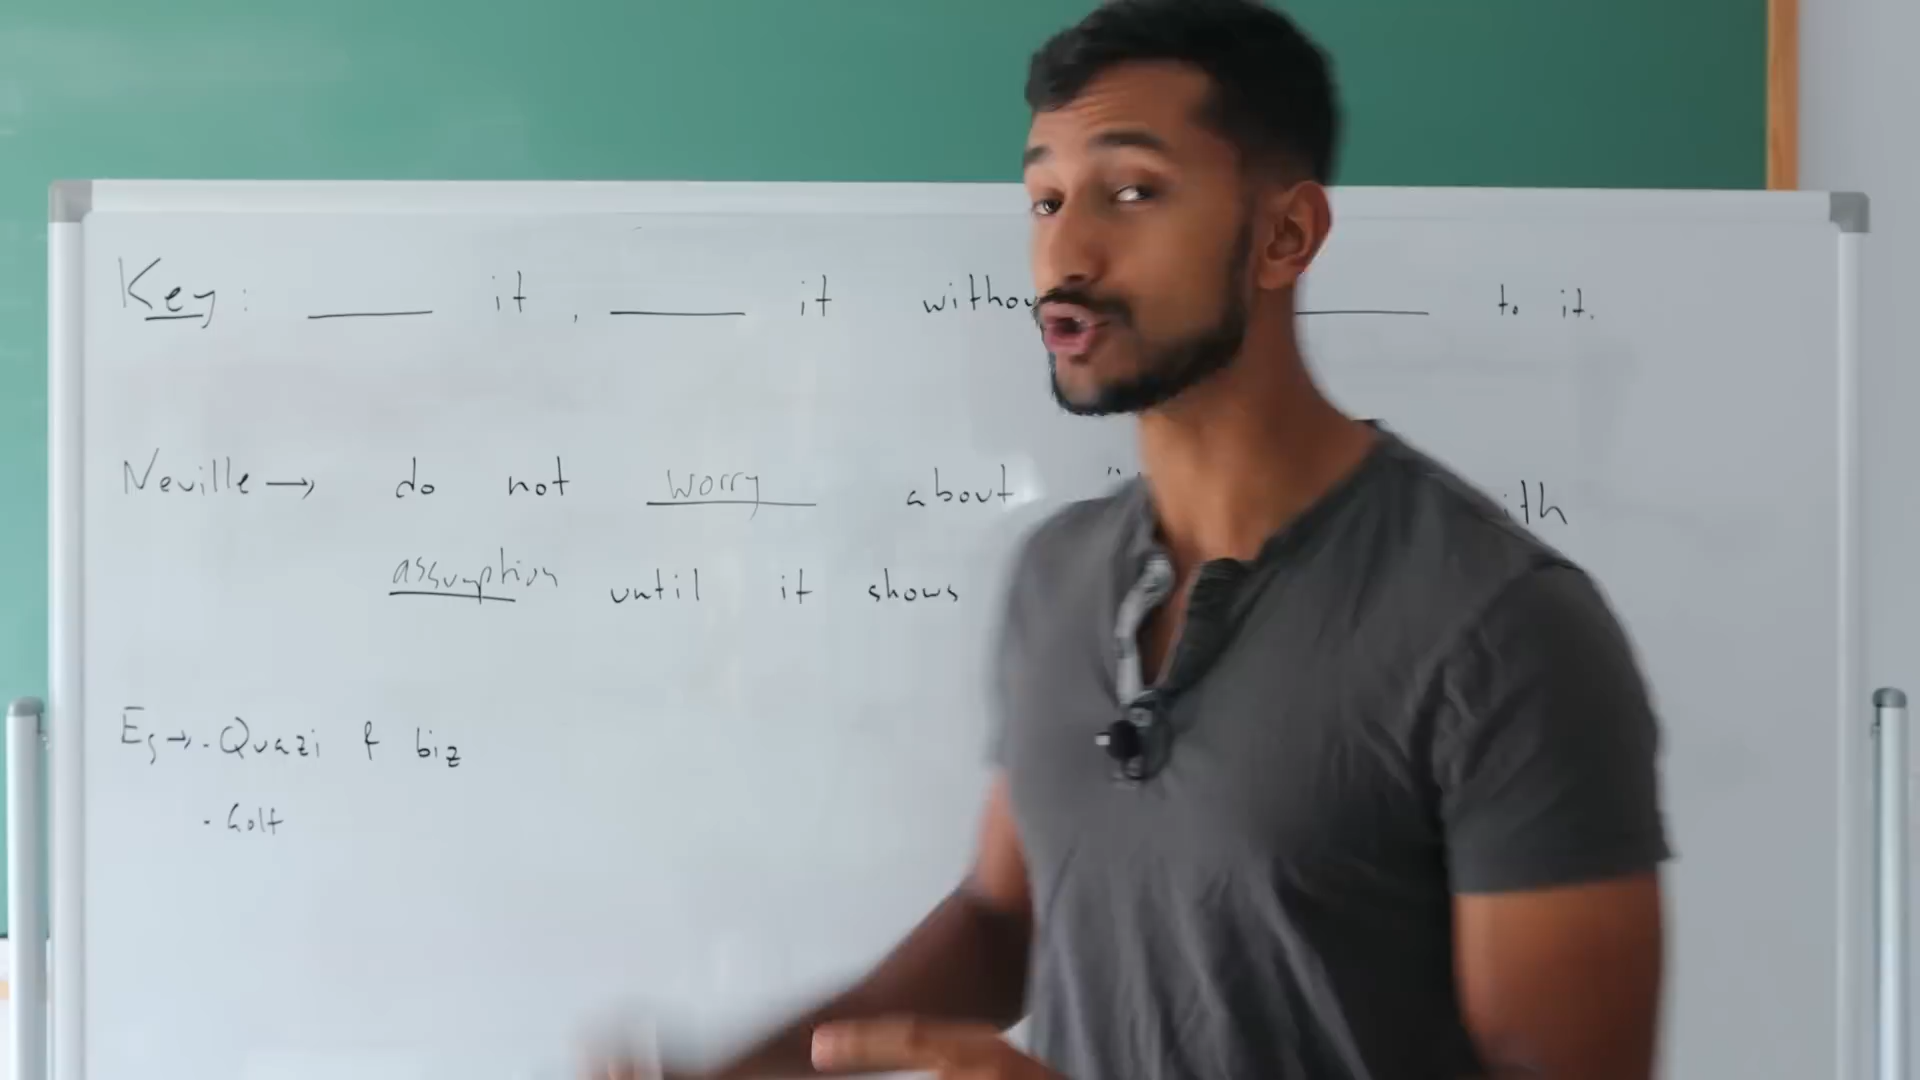 Key: ____ it, ____ it withou ____ to it.
Neville → do not worry about " ith
assumption until it shows
Eg → . Quazi & biz
. Golf